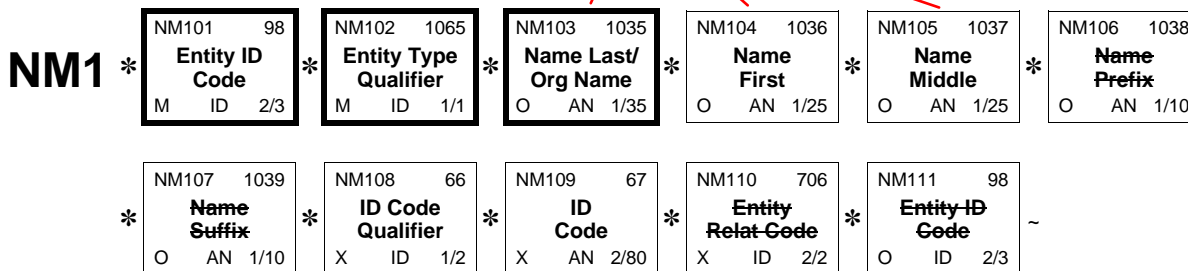 NM101 98 NM102 1065 NM103 1035 NM104 1036 NM105 1037 NM106 1038
NM1 * Entity ID Code * Entity Type Qualifier * Name Last/ Org Name * Name First * Name Middle * Name Prefix
M ID 2/3 M ID 1/1 O AN 1/35 O AN 1/25 O AN 1/25 O AN 1/10
NM107 1039 NM108 66 NM109 67 NM110 706 NM111 98
* Name Suffix * ID Code Qualifier * ID Code * Entity Relat Code * Entity ID Code ~
O AN 1/10 X ID 1/2 X AN 2/80 X ID 2/2 O ID 2/3